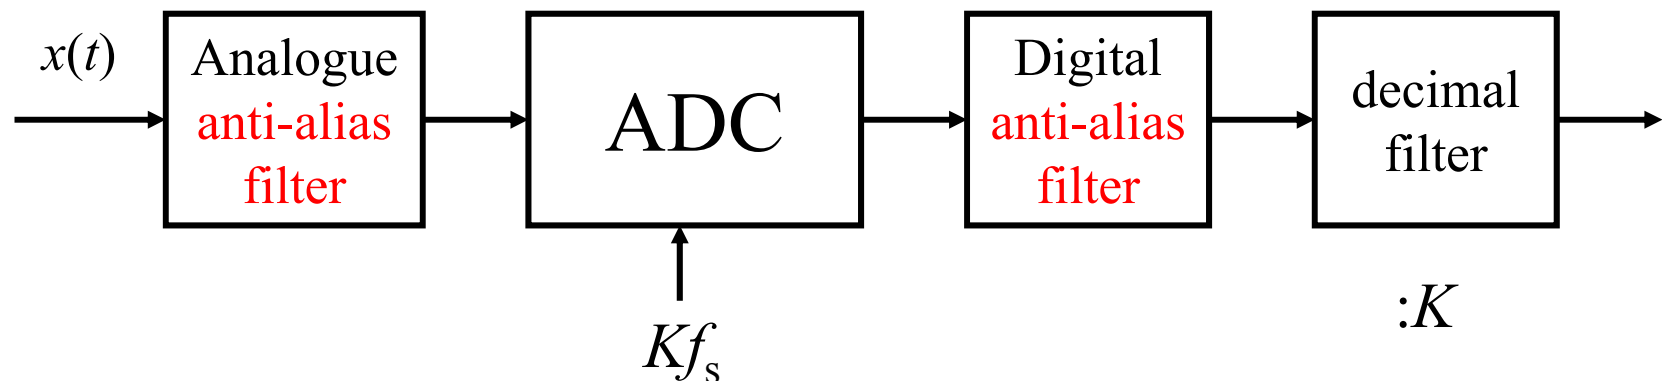 x(t)
Analogue
anti-alias
filter
ADC
Digital
anti-alias
filter
decimal
filter
Kfs
:K